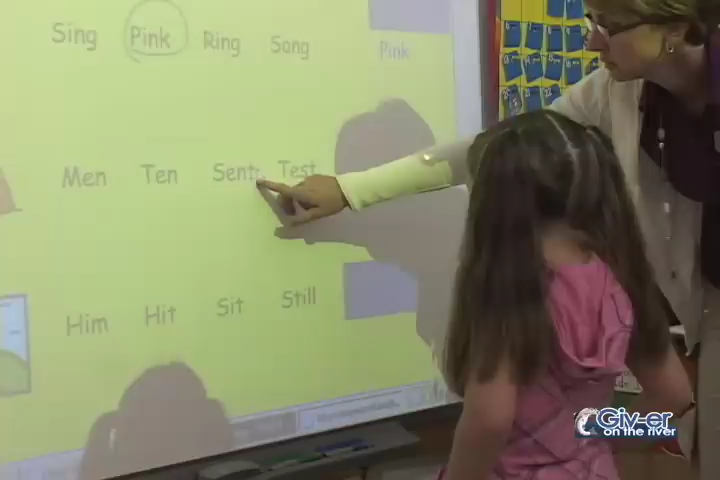 Sing Pink Ring Song Pink
Men Ten Sent Test
Him Hit Sit Still
Giv-er
on the river